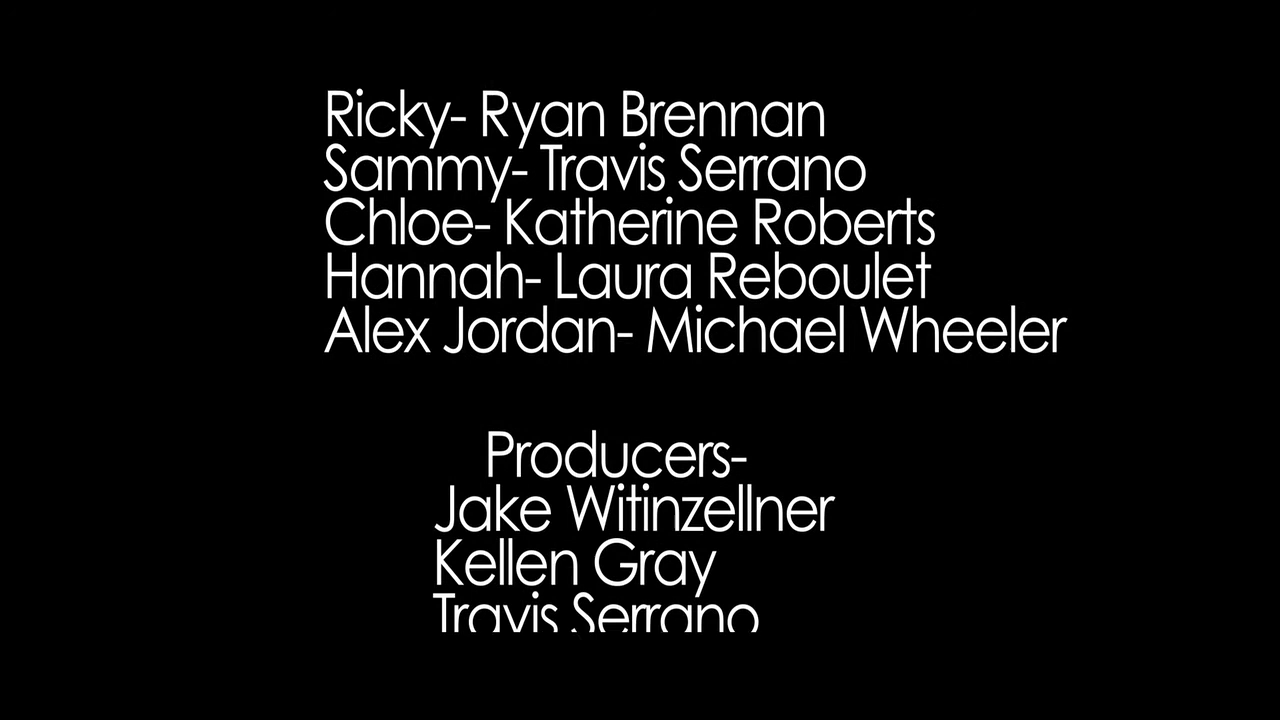 Ricky- Ryan Brennan
Sammy- Travis Serrano
Chloe- Katherine Roberts
Hannah- Laura Reboulet
Alex Jordan- Michael Wheeler
Producers-
Jake Witinzellner
Kellen Gray
Travis Serrano